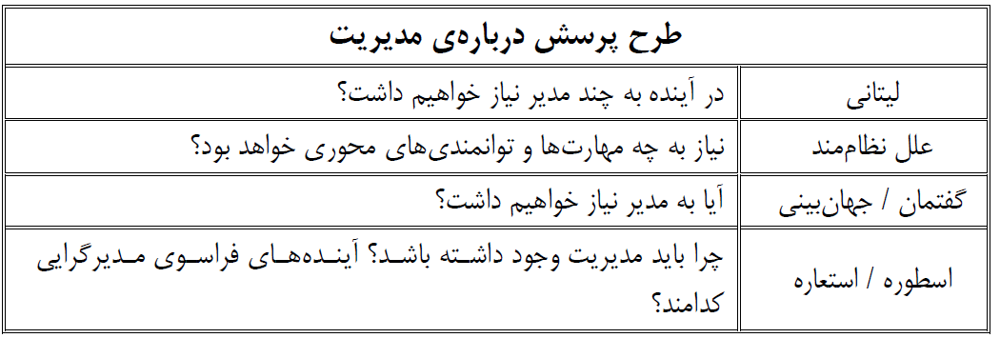 طرح پرسش درباره‌ی مدیریت
لیتانی
در آینده به چند مدیر نیاز خواهیم داشت؟
علل نظام‌مند
نیاز به چه مهارت‌ها و توانمندی‌های محوری خواهد بود؟
گفتمان / جهان‌بینی
آیا به مدیر نیاز خواهیم داشت؟
اسطوره / استعاره
چرا باید مدیریت وجود داشته باشد؟ آینده‌های فراسوی مدیرگرایی
کدامند؟